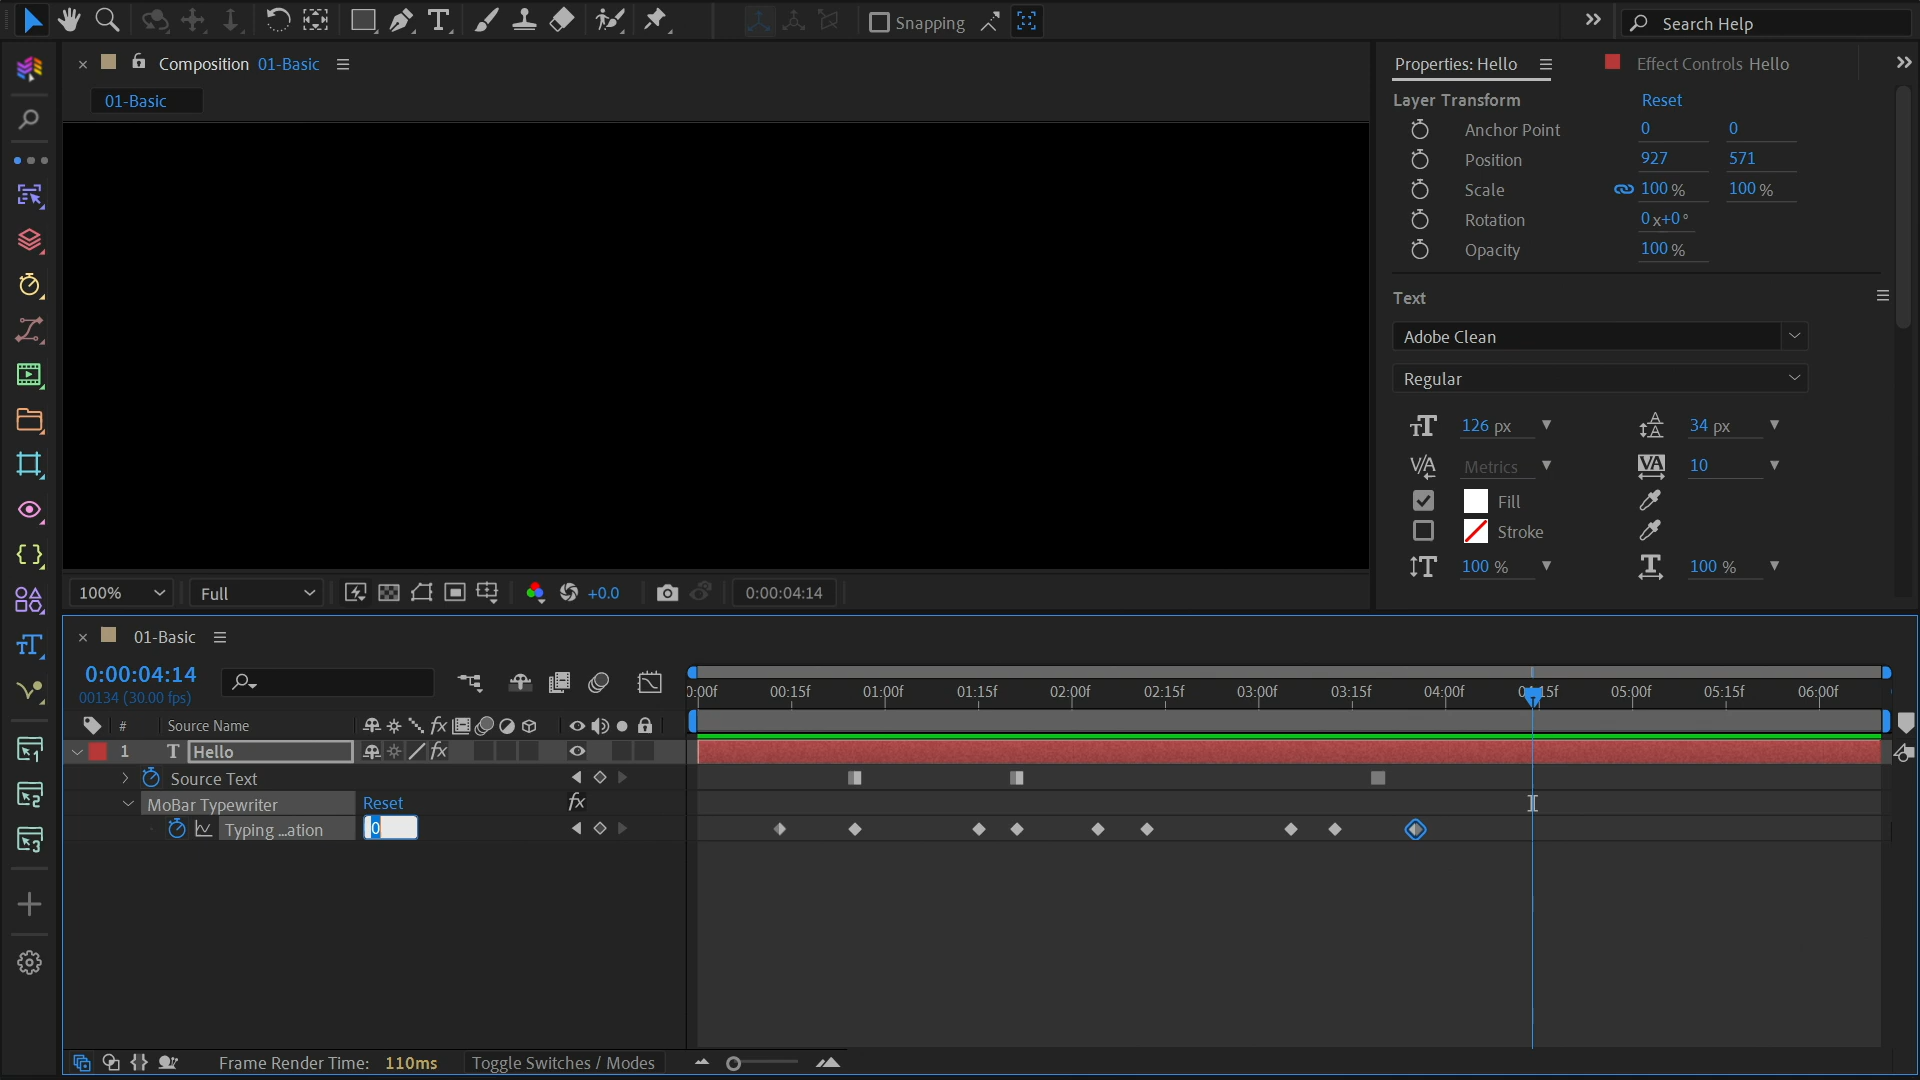 Snapping
Search Help
Composition 01-Basic
01-Basic
Properties: Hello
Effect Controls Hello
Layer Transform
Reset
Anchor Point 0 0
Position 927 571
Scale 100 % 100 %
Rotation 0 x+0 °
Opacity 100 %
Text
Adobe Clean
Regular
126 px 34 px
Metrics 10
Fill
Stroke
100 % 100 %
100% Full +0.0 0:00:04:14
01-Basic
0:00:04:14
00134 (30.00 fps)
0:00f 00:15f 01:00f 01:15f 02:00f 02:15f 03:00f 03:15f 04:00f 04:15f 05:00f 05:15f 06:00f
# Source Name
1 T Hello
Source Text
MoBar Typewriter Reset
Typing ...ation 0
Frame Render Time: 110ms Toggle Switches / Modes